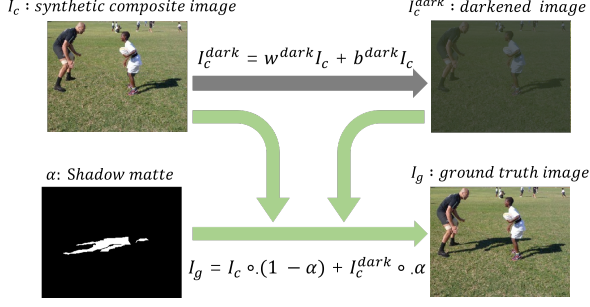 I_c : synthetic composite image
I_c^{dark} : darkened image
I_c^{dark} = w^{dark}I_c + b^{dark}I_c
α: Shadow matte
I_g : ground truth image
I_g = I_c ∘.(1 − α) + I_c^{dark} ∘ .α